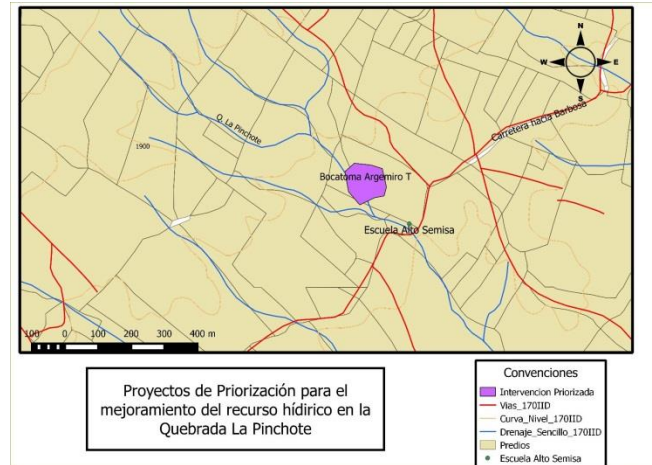 N
W
E
S
Q. La Pinchote
Carretera hacia Barbosa
1900
Bocatoma Argemiro T
Escuela Alto Semisa
100 0 100 200 300 400 m
Proyectos de Priorización para el
mejoramiento del recurso hídrico en la
Quebrada La Pinchote
Convenciones
Intervencion Priorizada
Vias_170IID
Curva_Nivel_170IID
Drenaje_Sencillo_170IID
Predios
Escuela Alto Semisa